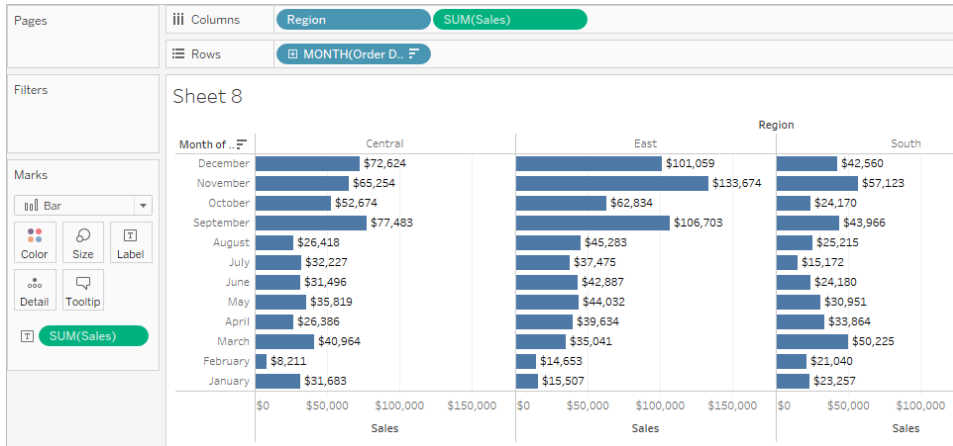 Pages
Columns Region SUM(Sales)
Rows MONTH(Order D..
Filters
Sheet 8
Region
Month of .. Central East South
December $72,624 $101,059 $42,560
November $65,254 $133,674 $57,123
October $52,674 $62,834 $24,170
September $77,483 $106,703 $43,966
August $26,418 $45,283 $25,215
July $32,227 $37,475 $15,172
June $31,496 $42,887 $24,180
May $35,819 $44,032 $30,951
April $26,386 $39,634 $33,864
March $40,964 $35,041 $50,225
February $8,211 $14,653 $21,040
January $31,683 $15,507 $23,257
$0 $50,000 $100,000 $150,000 $0 $50,000 $100,000 $150,000 $0 $50,000 $100,000
Sales Sales Sales
Marks
Bar
Color Size Label
Detail Tooltip
T SUM(Sales)